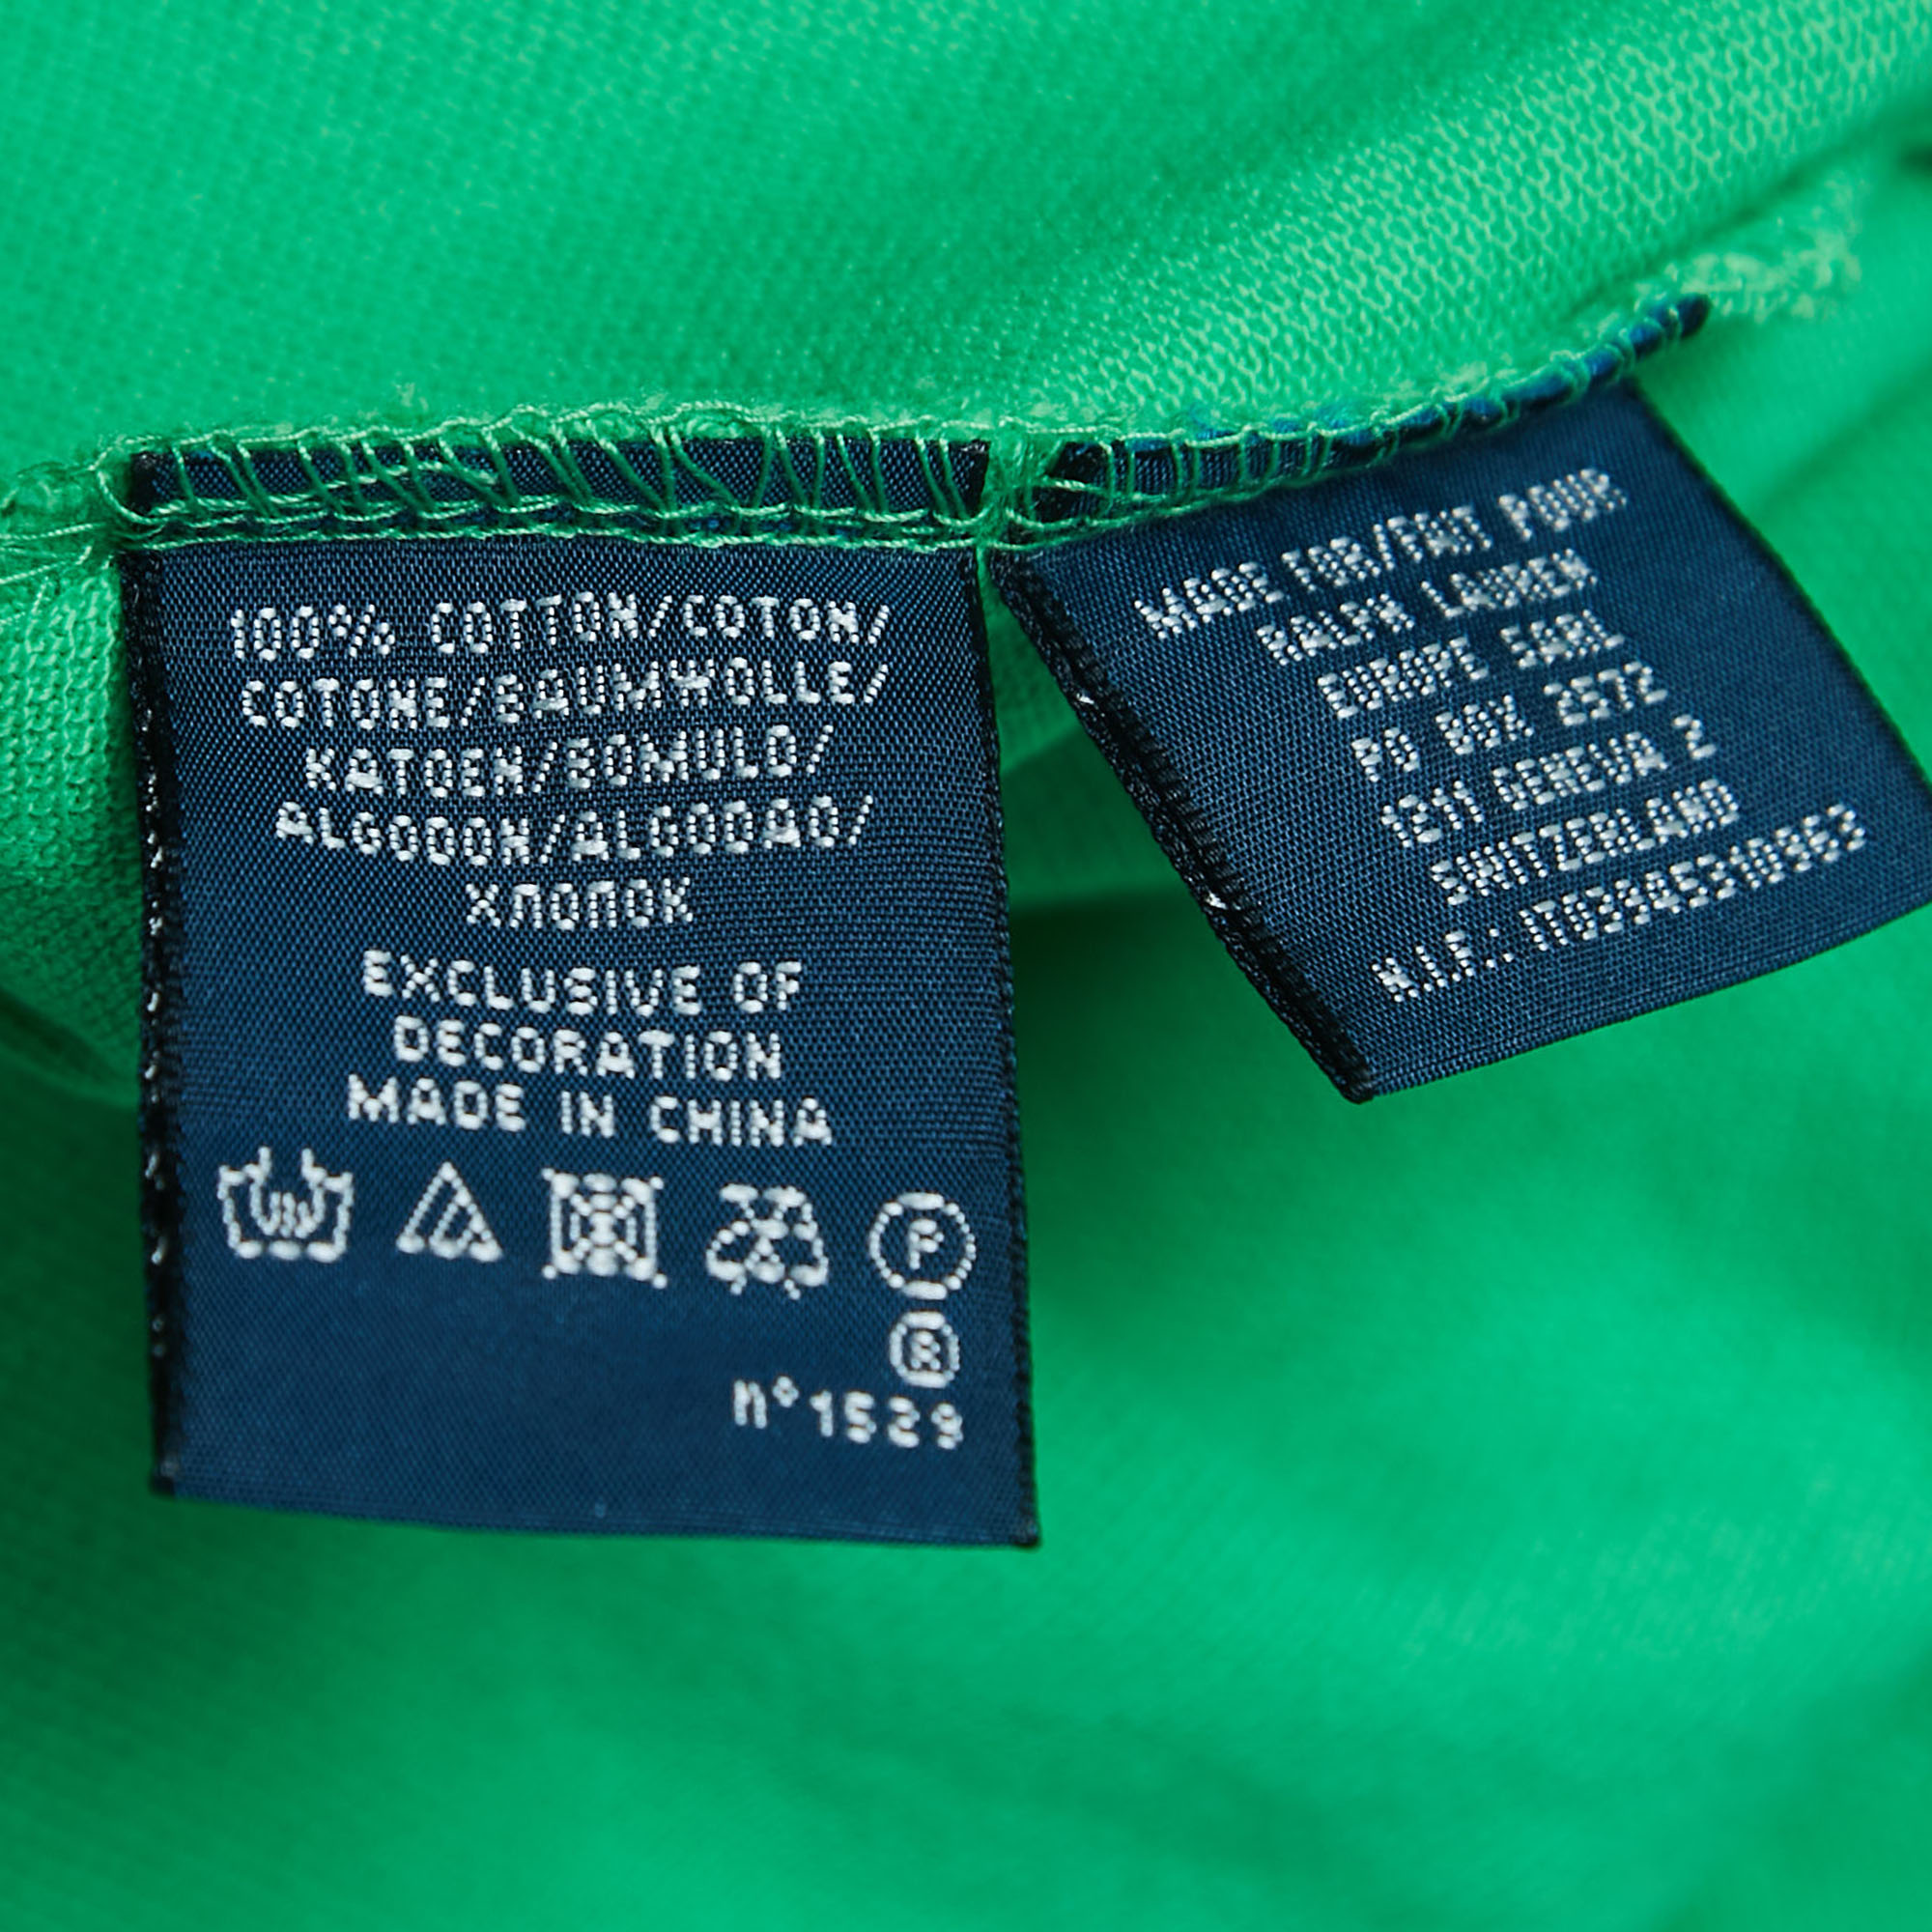 100% COTTON/COTON/
COTONE/BAUMWOLLE/
KATOEN/BOMULD/
ALGODON/ALGODAO/
ХЛОПОК
EXCLUSIVE OF
DECORATION
MADE IN CHINA
P
R
n°1529
MADE FOR/FAIT POUR
RALPH LAUREN
EUROPE SARL
PO BOX 2572
1211 GENEVA 2
SWITZERLAND
N.I.F.: IT03945310963